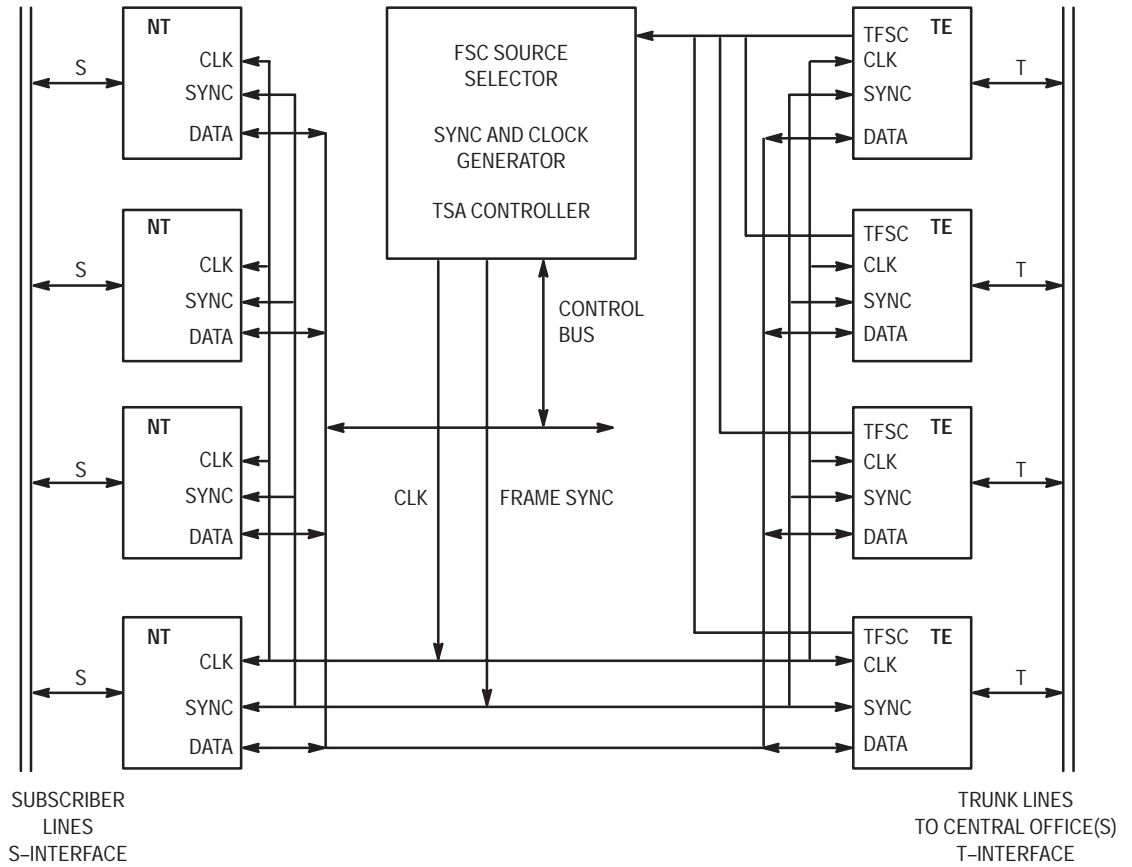 NT
CLK
SYNC
DATA
S
NT
CLK
SYNC
DATA
S
NT
CLK
SYNC
DATA
S
NT
CLK
SYNC
DATA
S
SUBSCRIBER
LINES
S–INTERFACE
FSC SOURCE
SELECTOR
SYNC AND CLOCK
GENERATOR
TSA CONTROLLER
CONTROL
BUS
CLK
FRAME SYNC
TFSC TE
CLK
SYNC
DATA
T
TFSC TE
CLK
SYNC
DATA
T
TFSC TE
CLK
SYNC
DATA
T
TFSC TE
CLK
SYNC
DATA
T
TRUNK LINES
TO CENTRAL OFFICE(S)
T–INTERFACE